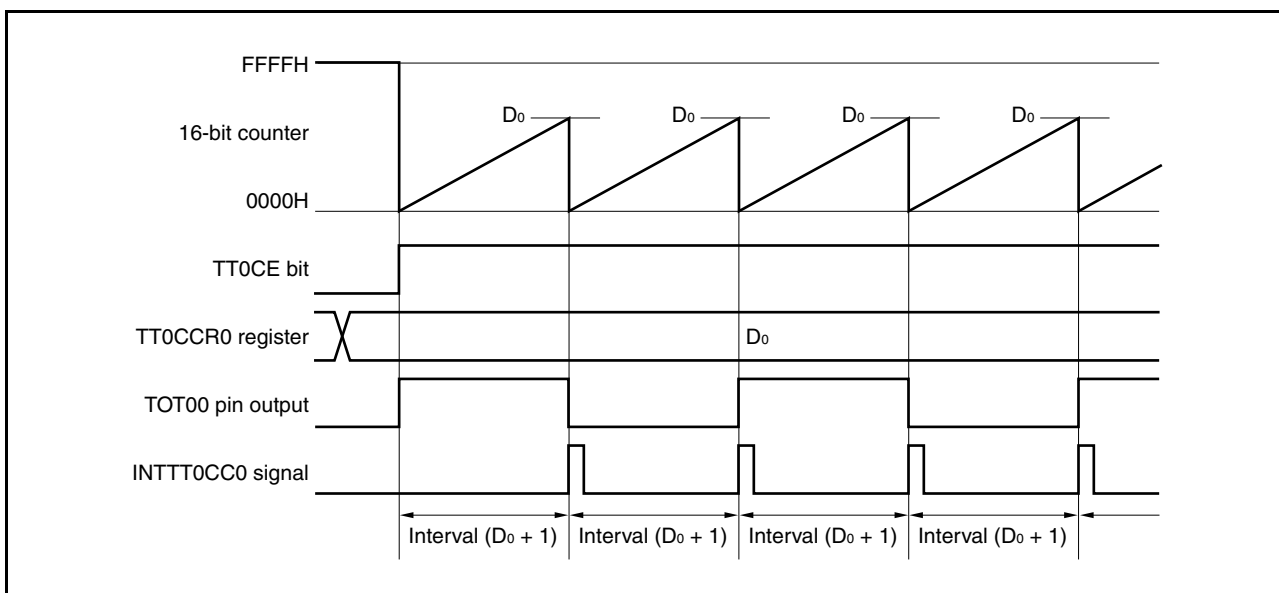 FFFFH
D0 D0 D0 D0
16-bit counter
0000H
TT0CE bit
TT0CCR0 register D0
TOT00 pin output
INTTT0CC0 signal
Interval (D0 + 1) Interval (D0 + 1) Interval (D0 + 1) Interval (D0 + 1)